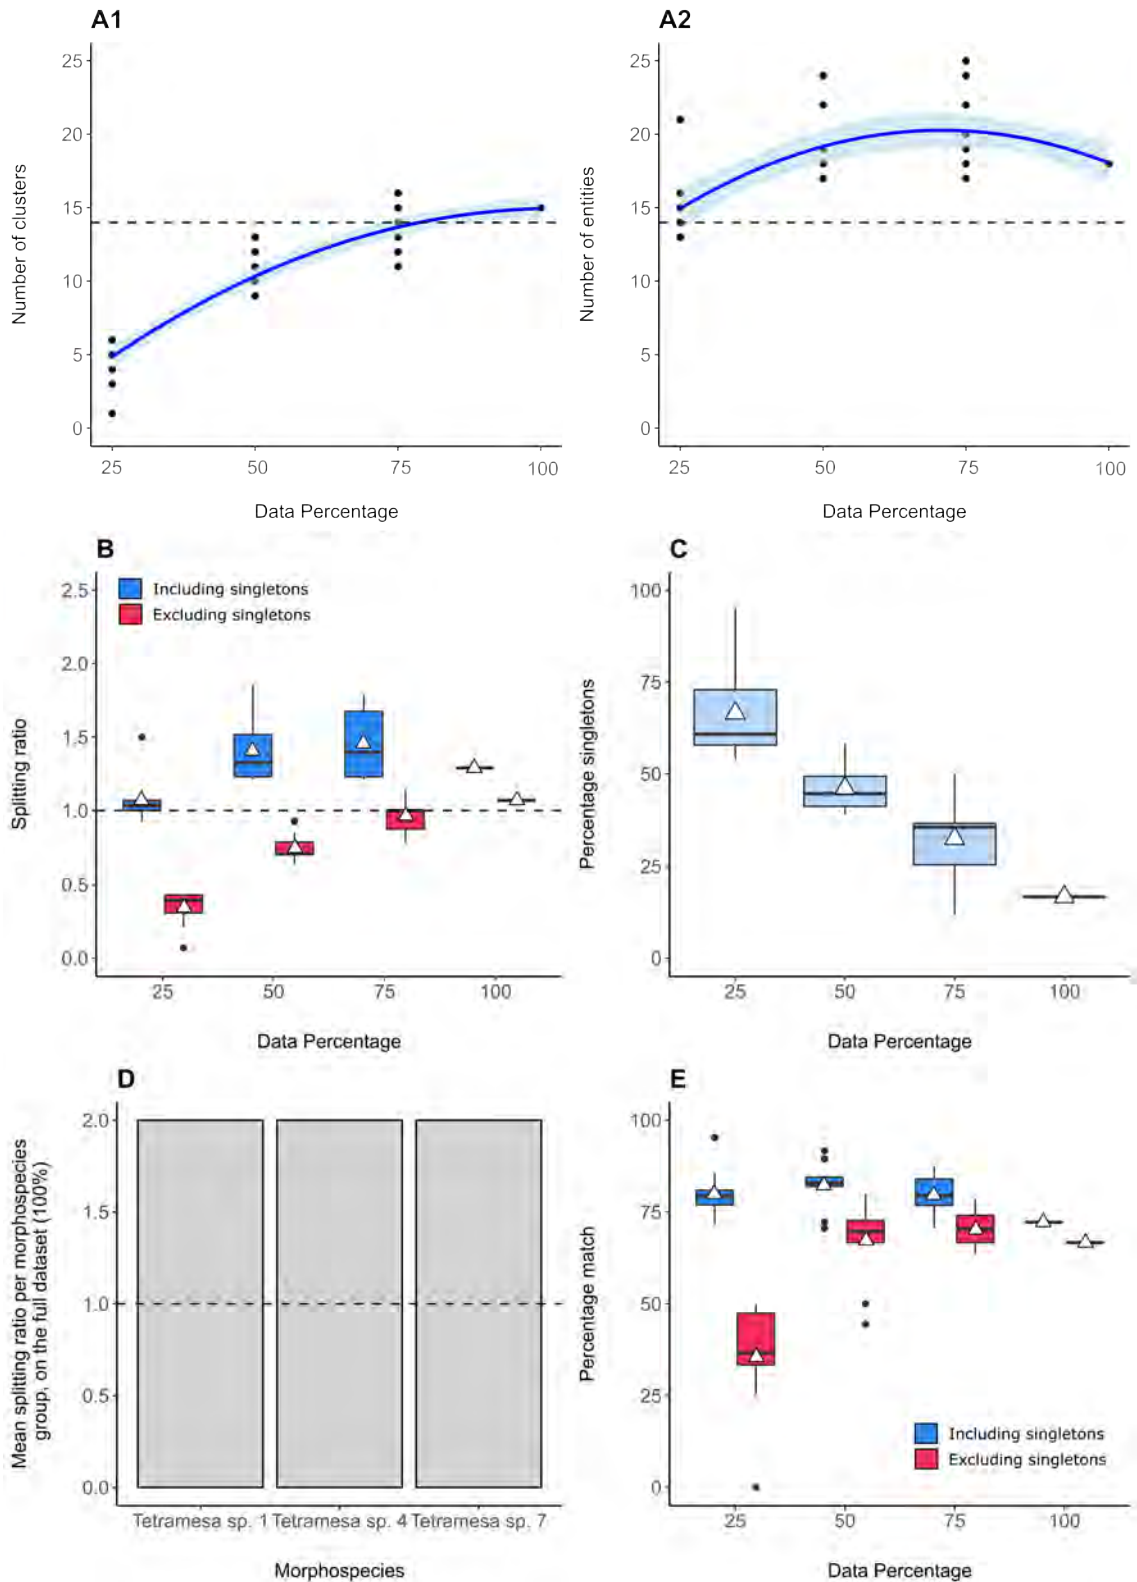 A1
25
20
15
10
5
0
Number of clusters
25 50 75 100
Data Percentage
A2
25
20
15
10
5
0
Number of entities
25 50 75 100
Data Percentage
B
Including singletons
Excluding singletons
2.5
2.0
1.5
1.0
0.5
0.0
Splitting ratio
25 50 75 100
Data Percentage
C
100
75
50
25
0
Percentage singletons
25 50 75 100
Data Percentage
D
2.0
1.5
1.0
0.5
0.0
Mean splitting ratio per morphospecies
group, on the full dataset (100%)
Tetramesa sp. 1 Tetramesa sp. 4 Tetramesa sp. 7
Morphospecies
E
100
75
50
25
0
Percentage match
Including singletons
Excluding singletons
25 50 75 100
Data Percentage